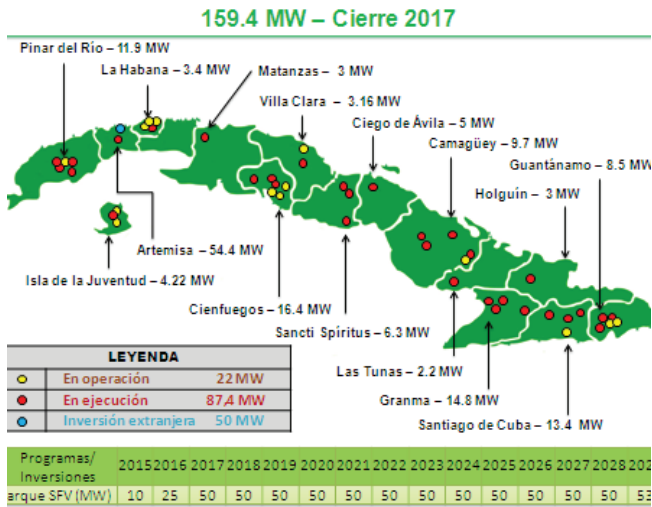 159.4 MW – Cierre 2017
Pinar del Río – 11.9 MW
La Habana – 3.4 MW
Matanzas – 3 MW
Villa Clara – 3.16 MW
Ciego de Ávila – 5 MW
Camagüey – 9.7 MW
Guantánamo – 8.5 MW
Holguín – 3 MW
Artemisa – 54.4 MW
Isla de la Juventud – 4.22 MW
Cienfuegos – 16.4 MW
Sancti Spíritus – 6.3 MW
Las Tunas – 2.2 MW
Granma – 14.8 MW
Santiago de Cuba – 13.4 MW
LEYENDA
En operación 22 MW
En ejecución 87,4 MW
Inversión extranjera 50 MW
Programas/
Inversiones 2015 2016 2017 2018 2019 2020 2021 2022 2023 2024 2025 2026 2027 2028 202
arque SFV (MW) 10 25 50 50 50 50 50 50 50 50 50 50 50 50 53